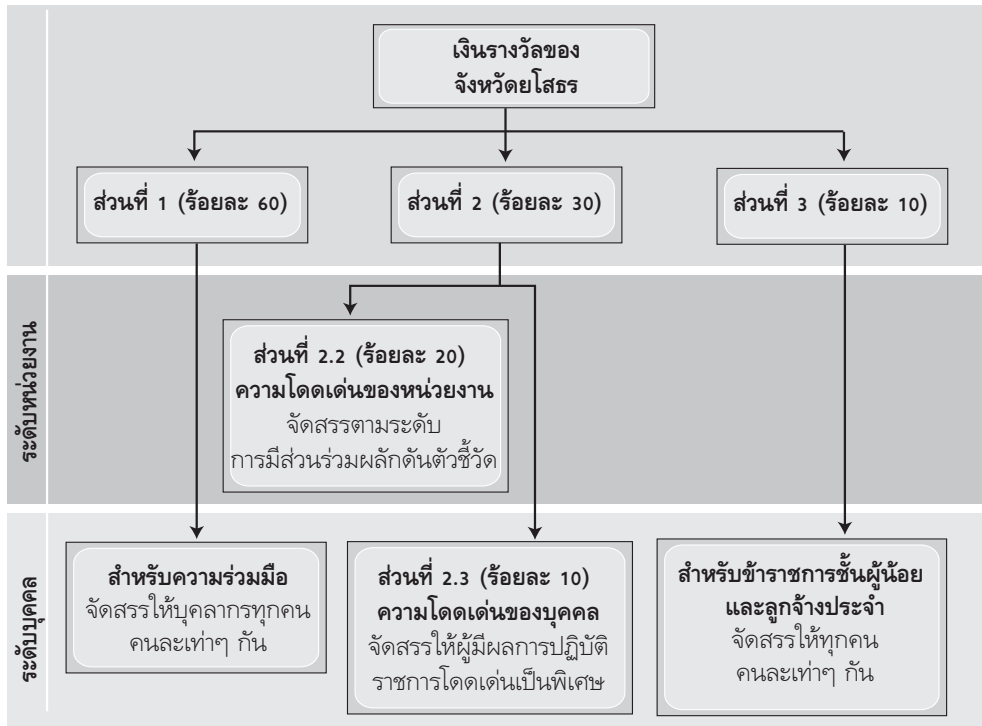 เงินรางวัลของ
จังหวัดยโสธร
ส่วนที่ 1 (ร้อยละ 60)
ส่วนที่ 2 (ร้อยละ 30)
ส่วนที่ 3 (ร้อยละ 10)
ระดับหน่วยงาน
ส่วนที่ 2.2 (ร้อยละ 20)
ความโดดเด่นของหน่วยงาน
จัดสรรตามระดับ
การมีส่วนร่วมผลักดันตัวชี้วัด
ระดับบุคคล
สำหรับความร่วมมือ
จัดสรรให้บุคลากรทุกคน
คนละเท่าๆ กัน
ส่วนที่ 2.3 (ร้อยละ 10)
ความโดดเด่นของบุคคล
จัดสรรให้ผู้มีผลการปฏิบัติ
ราชการโดดเด่นเป็นพิเศษ
สำหรับข้าราชการชั้นผู้น้อย
และลูกจ้างประจำ
จัดสรรให้ทุกคน
คนละเท่าๆ กัน